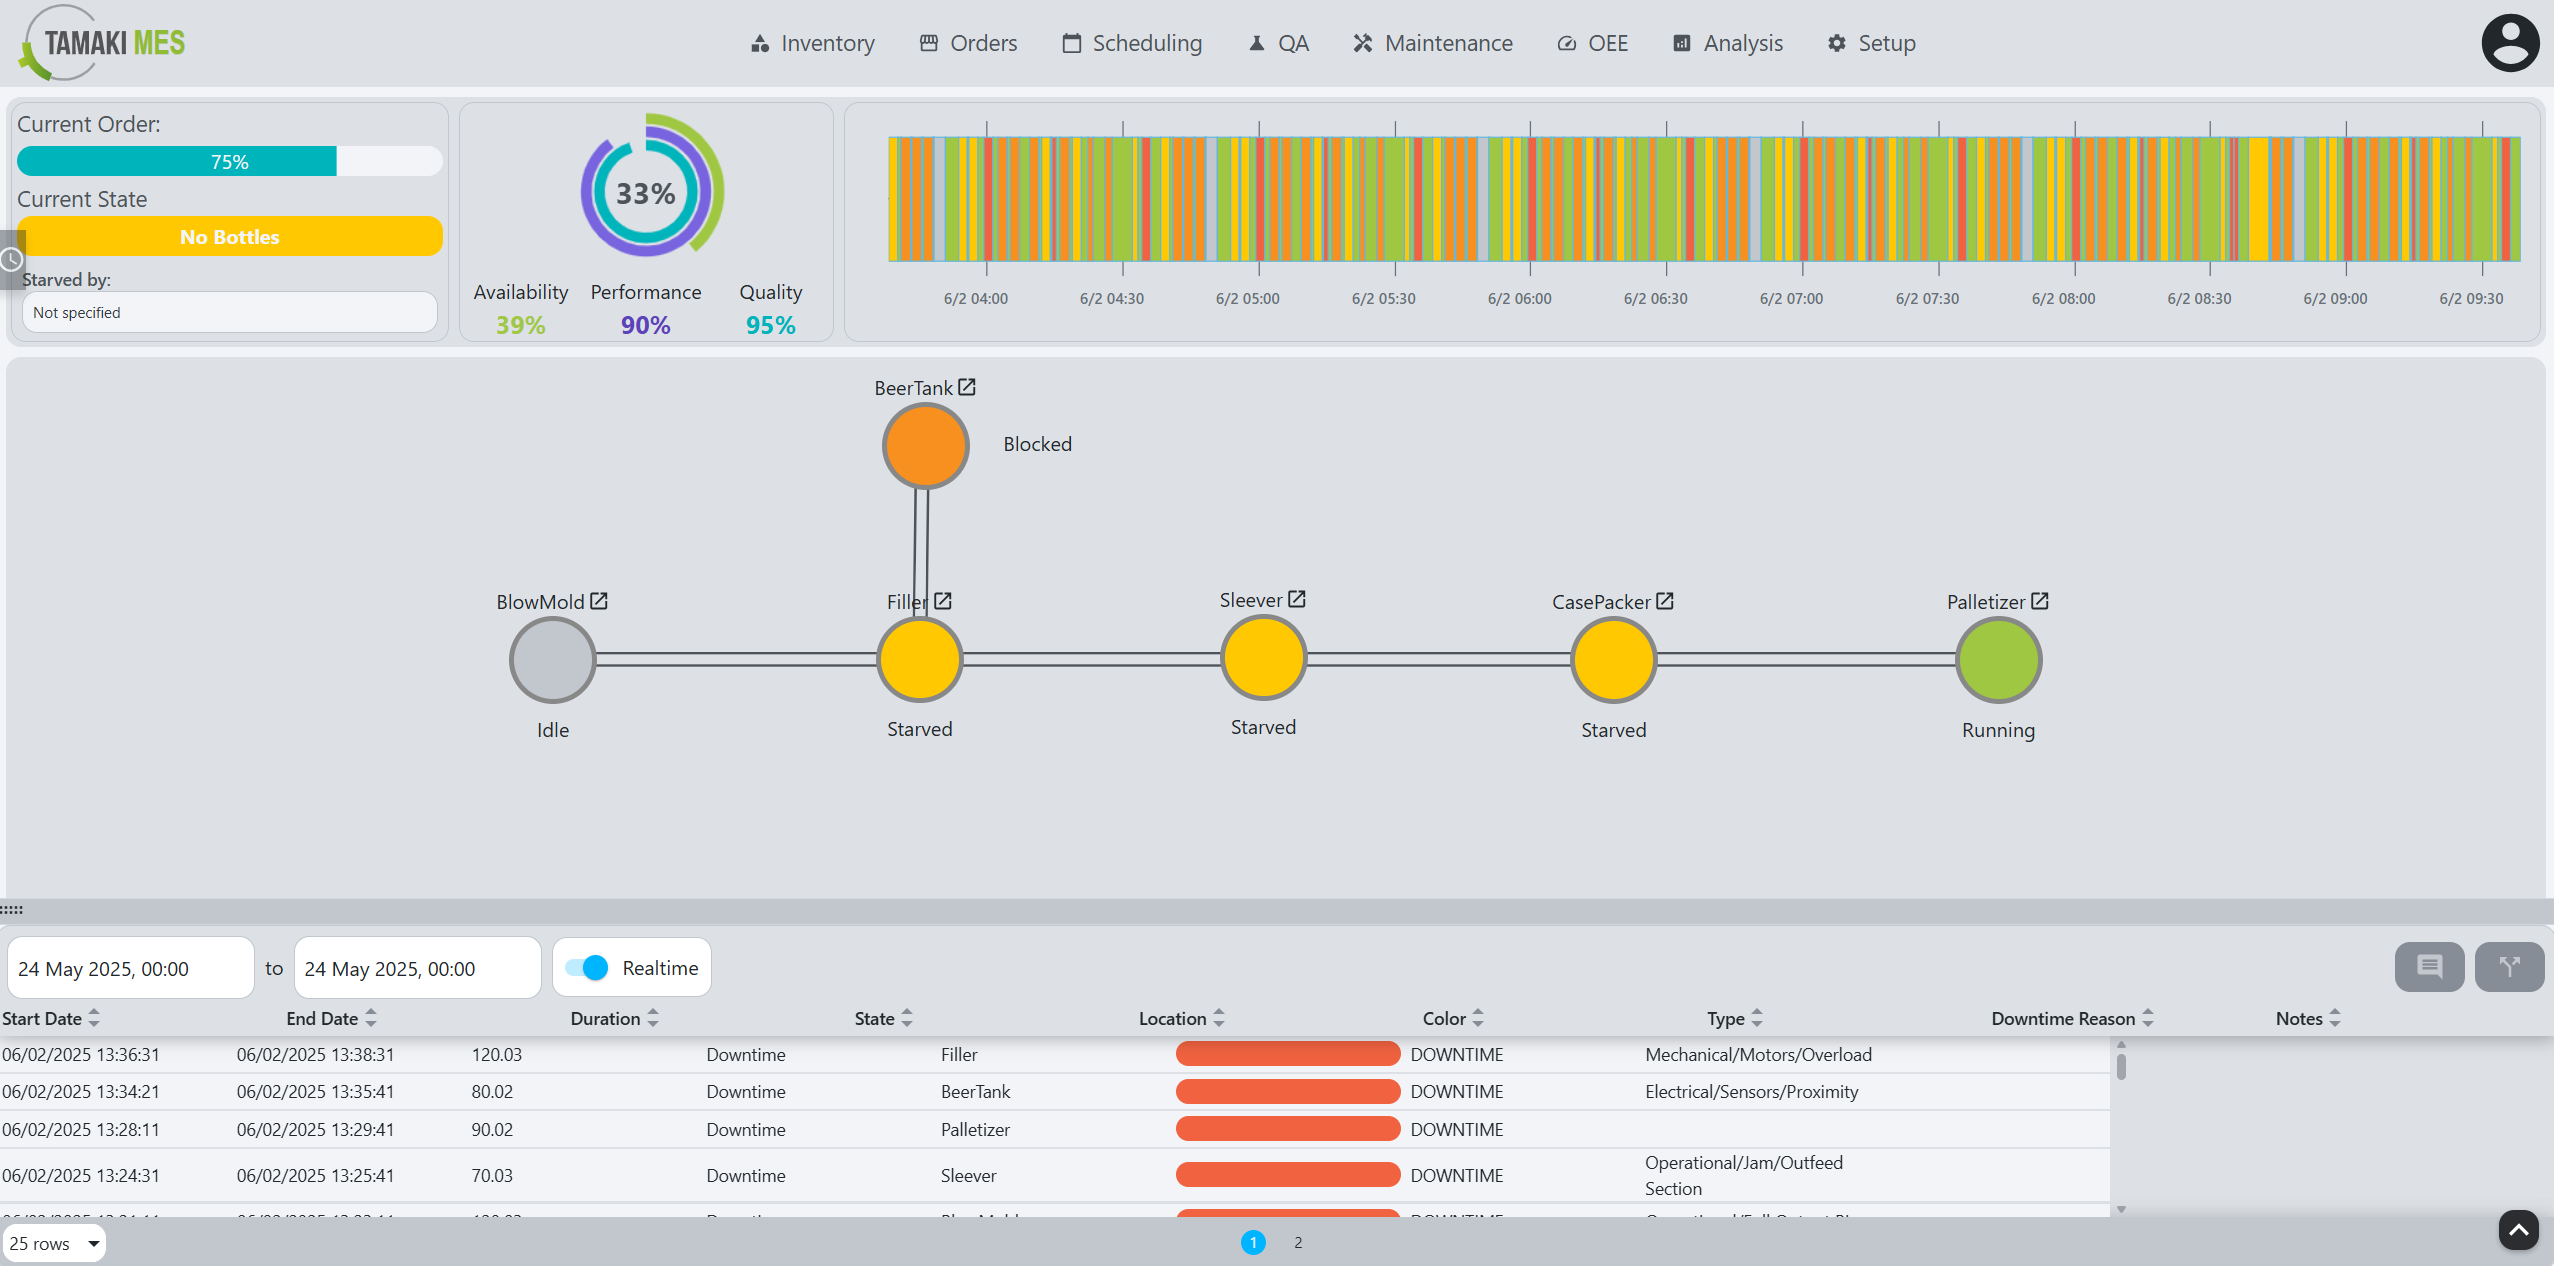 TAMAKI MES
Inventory Orders Scheduling QA Maintenance OEE Analysis Setup
Current Order:
75%
Current State
No Bottles
Starved by:
Not specified
33%
Availability Performance Quality
39% 90% 95%
6/2 04:00 6/2 04:30 6/2 05:00 6/2 05:30 6/2 06:00 6/2 06:30 6/2 07:00 6/2 07:30 6/2 08:00 6/2 08:30 6/2 09:00 6/2 09:30
BeerTank
Blocked
BlowMold Filler Sleever CasePacker Palletizer
Idle Starved Starved Starved Running
24 May 2025, 00:00 to 24 May 2025, 00:00 Realtime
Start Date End Date Duration State Location Color Type Downtime Reason Notes
06/02/2025 13:36:31 06/02/2025 13:38:31 120.03 Downtime Filler DOWNTIME Mechanical/Motors/Overload
06/02/2025 13:34:21 06/02/2025 13:35:41 80.02 Downtime BeerTank DOWNTIME Electrical/Sensors/Proximity
06/02/2025 13:28:11 06/02/2025 13:29:41 90.02 Downtime Palletizer DOWNTIME
06/02/2025 13:24:31 06/02/2025 13:25:41 70.03 Downtime Sleever DOWNTIME Operational/Jam/Outfeed
Section
25 rows 1 2